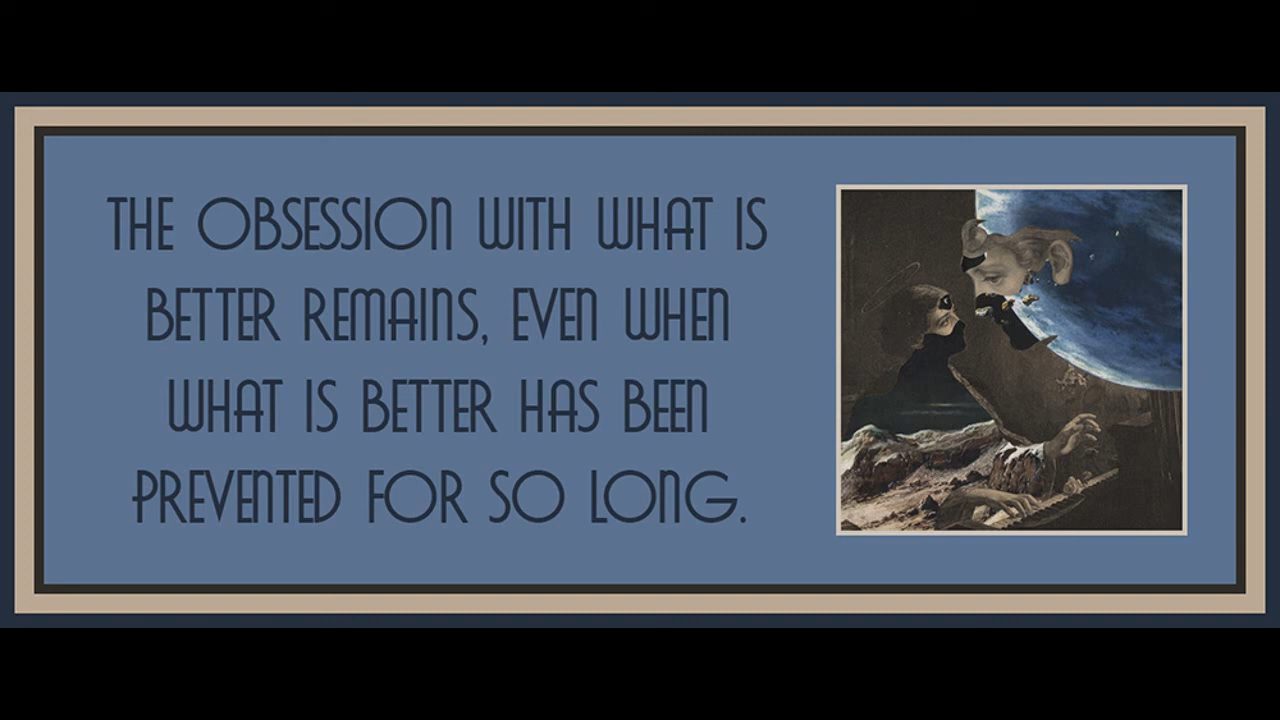 THE OBSESSION WITH WHAT IS
BETTER REMAINS, EVEN WHEN
WHAT IS BETTER HAS BEEN
PREVENTED FOR SO LONG.